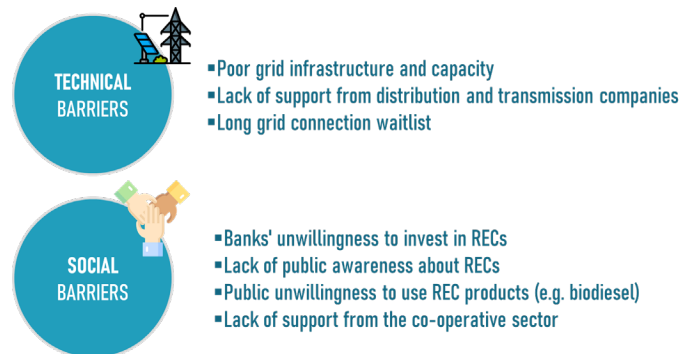 TECHNICAL
BARRIERS
▪Poor grid infrastructure and capacity
▪Lack of support from distribution and transmission companies
▪Long grid connection waitlist
SOCIAL
BARRIERS
▪Banks' unwillingness to invest in RECs
▪Lack of public awareness about RECs
▪Public unwillingness to use REC products (e.g. biodiesel)
▪Lack of support from the co-operative sector